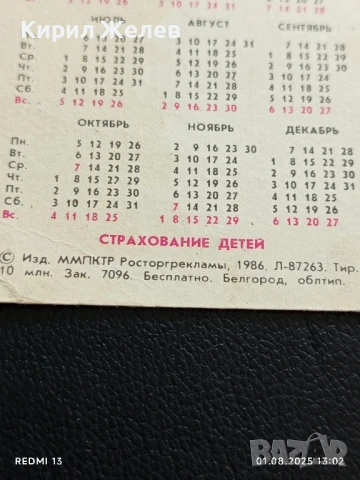 Кирил Желев
ИЮЛЬ АВГУСТ СЕНТЯБРЬ
Вт. 7 14 21 28 4 11 18 25 1 8 15 22 29
Ср. 1 8 15 22 29 5 12 19 26 2 9 16 23 30
Чт. 2 9 16 23 30 6 13 20 27 3 10 17 24
Пт. 3 10 17 24 31 7 14 21 28 4 11 18 25
Сб. 4 11 18 25 1 8 15 22 29 5 12 19 26
Вс. 5 12 19 26 2 9 16 23 30 6 13 20 27
ОКТЯБРЬ НОЯБРЬ ДЕКАБРЬ
Пн. 5 12 19 26 2 9 16 23 30 7 14 21 28
Вт. 6 13 20 27 3 10 17 24 1 8 15 22 29
Ср. 7 14 21 28 4 11 18 25 2 9 16 23 30
Чт. 1 8 15 22 29 5 12 19 26 3 10 17 24 31
Пт. 2 9 16 23 30 6 13 20 27 4 11 18 25
Сб. 3 10 17 24 31 7 14 21 28 5 12 19 26
Вс. 4 11 18 25 1 8 15 22 29 6 13 20 27
СТРАХОВАНИЕ ДЕТЕЙ
© Изд. ММПКТР Росторгрекламы, 1986. Л-87263. Тир.
10 млн. Зак. 7096. Бесплатно. Белгород, облтип.
REDMI 13
01.08.2025 13:02
bazar.bg